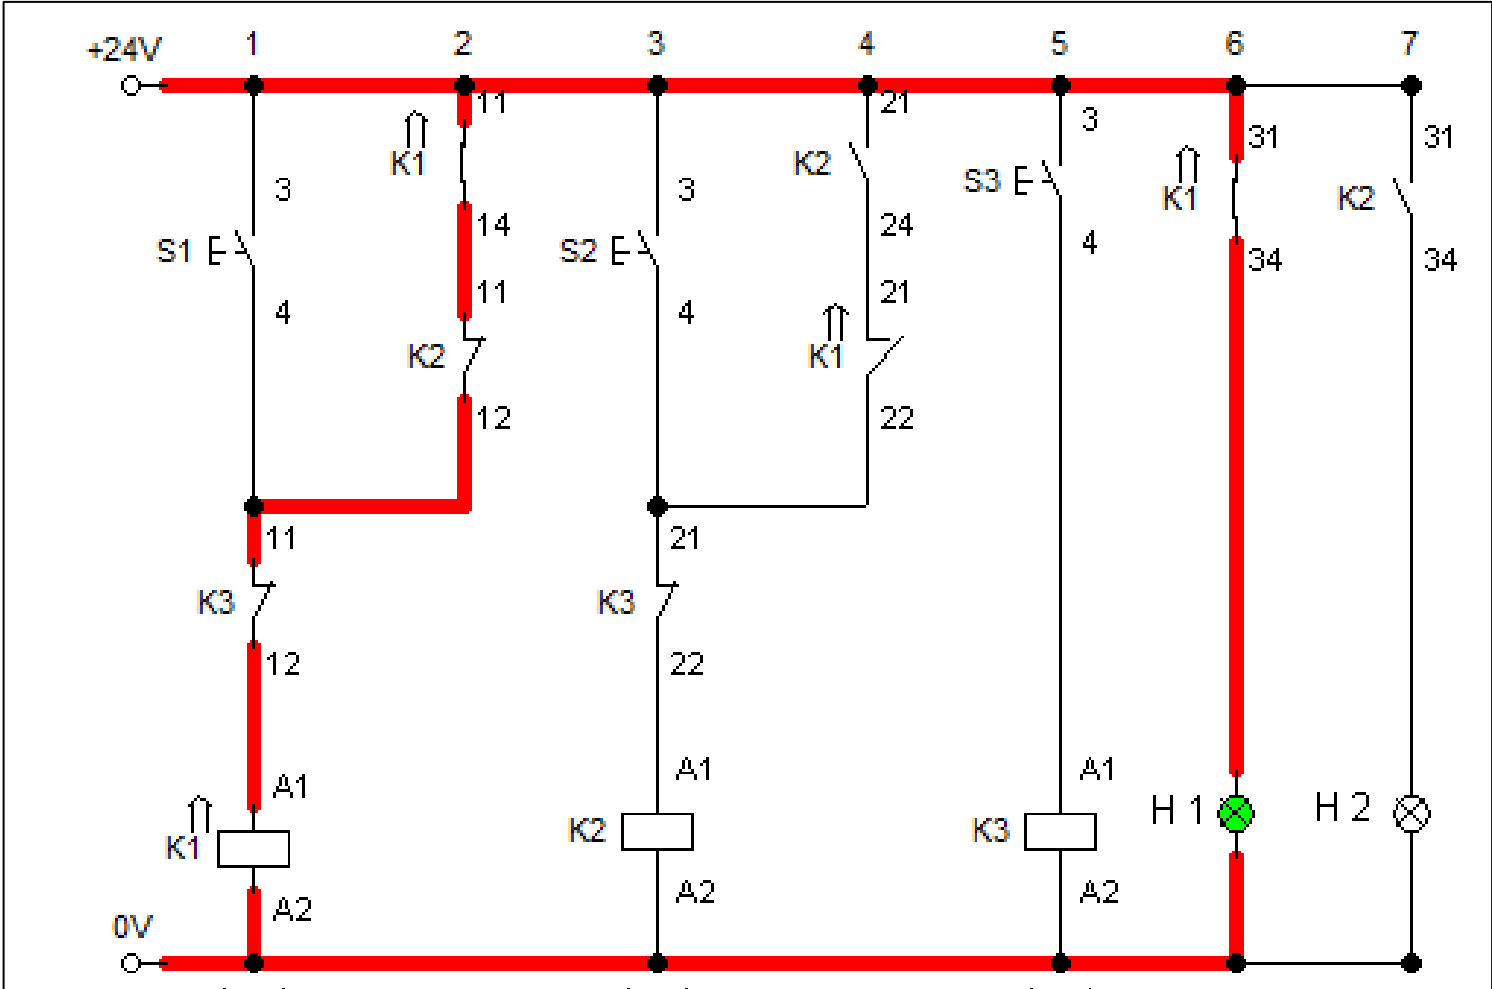 +24V 1 2 3 4 5 6 7
11 21
3
K1 K2 31 31
3 3 S3 K1 K2
14 24
S1 S2 4
34 34
11 21
4 4
K2 K1
12 22
11 21
K3 K3
12 22
A1 A1
A1
H 1 H 2
K2 K3
K1
A2 A2
A2
0V